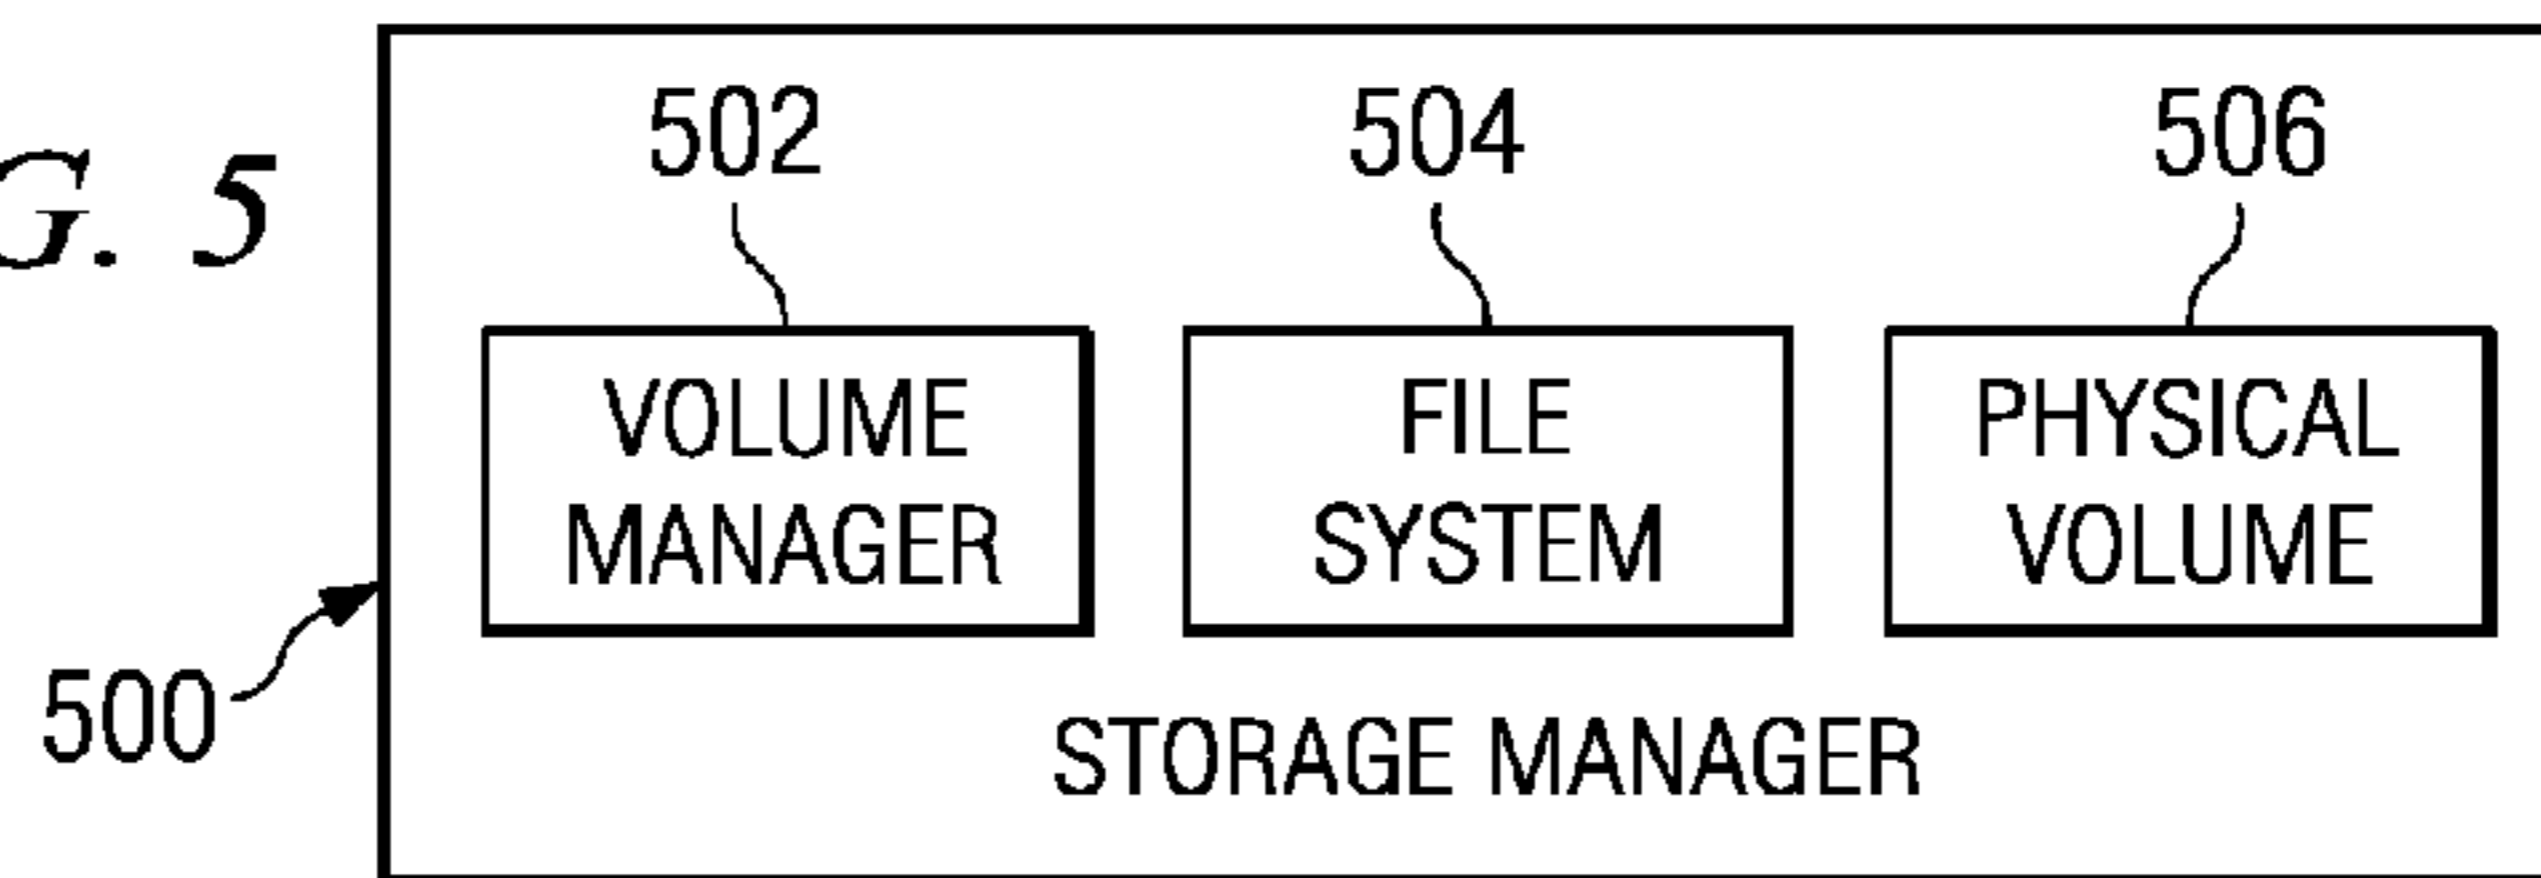 G. 5
502 504 506
VOLUME FILE PHYSICAL
MANAGER SYSTEM VOLUME
500
STORAGE MANAGER